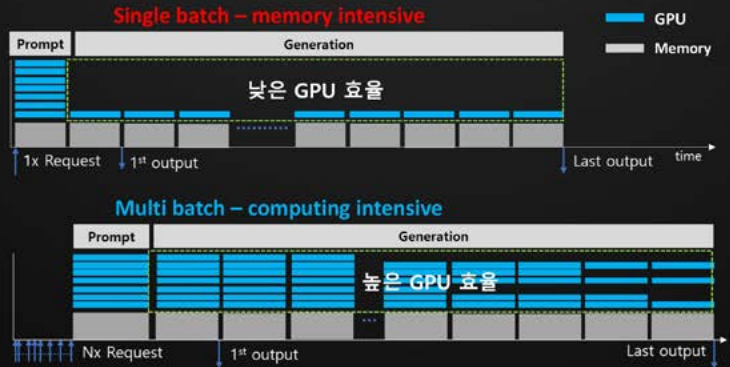 Single batch – memory intensive
GPU
Memory
Prompt
Generation
낮은 GPU 효율
1x Request
1st output
Last output
time
Multi batch – computing intensive
Prompt
Generation
높은 GPU 효율
Nx Request
1st output
Last output